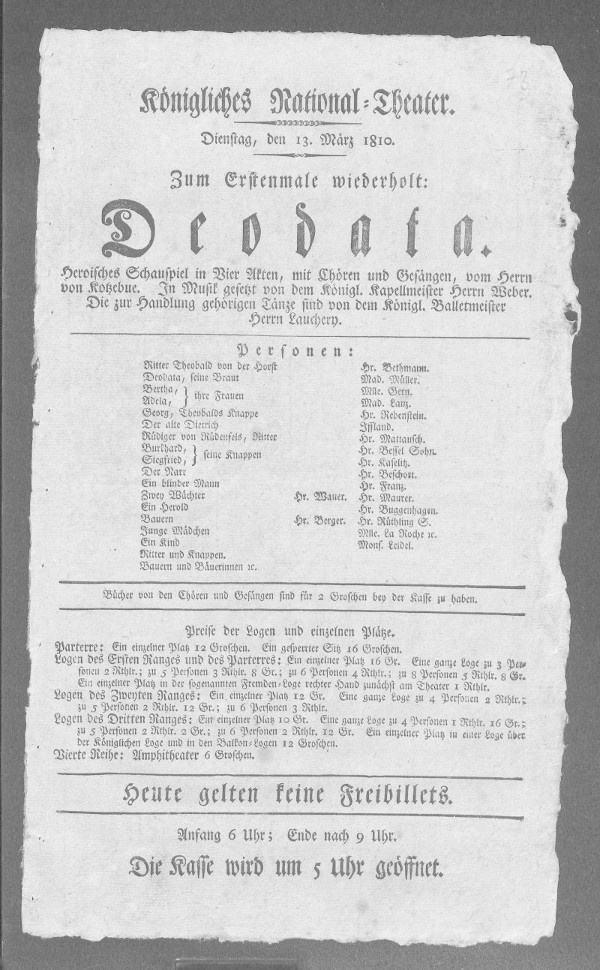 Königliches National-Theater.
Dienstag, den 13. März 1810.
Zum Erstenmale wiederholt:
Deodata.
Heroisches Schauspiel in Vier Akten, mit Chören und Gesängen, vom Herrn
von Kotzebue. In Musik gesetzt von dem Königl. Kapellmeister Herrn Weber.
Die zur Handlung gehörigen Tänze sind von dem Königl. Balletmeister
Herrn Lauchery.
Personen:
Ritter Theobald von der Horst Hr. Bethmann.
Deodata, seine Braut Mad. Müller.
Bertha, } ihre Frauen Mlle. Gern.
Adela, Mad. Lanz.
Georg, Theobalds Knappe Hr. Rebenstein.
Der alte Dietrich Iffland.
Rüdiger von Rüdenfels, Ritter Hr. Mattausch.
Burkhard, } seine Knappen Hr. Bessel Sohn.
Siegfried, Hr. Kaselitz.
Der Narr Hr. Beschort.
Ein blinder Mann Hr. Franz.
Zwey Wächter Hr. Wauer. Hr. Maurer.
Ein Herold Hr. Buggenhagen.
Bauern Hr. Berger. Hr. Rüthling S.
Junge Mädchen Mlle. La Roche ꝛc.
Ein Kind Mons. Leidel.
Ritter und Knappen.
Bauern und Bäuerinnen ꝛc.
Bücher von den Chören und Gesängen sind für 2 Groschen bey der Kasse zu haben.
Preise der Logen und einzelnen Plätze.
Parterre: Ein einzelner Platz 12 Groschen. Ein gesperrter Sitz 16 Groschen.
Logen des Ersten Ranges und des Parterres: Ein einzelner Platz 16 Gr. Eine ganze Loge zu 3 Per-
sonen 2 Rthlr.; zu 5 Personen 3 Rthlr. 8 Gr.; zu 6 Personen 4 Rthlr.; zu 8 Personen 5 Rthlr. 8 Gr.
Ein einzelner Platz in der sogenannten Fremden-Loge rechter Hand zunächst am Theater 1 Rthlr.
Logen des Zweyten Ranges: Ein einzelner Platz 12 Gr. Eine ganze Loge zu 4 Personen 2 Rthlr.;
zu 5 Personen 2 Rthlr. 12 Gr.; zu 6 Personen 3 Rthlr.
Logen des Dritten Ranges: Ein einzelner Platz 10 Gr. Eine ganze Loge zu 4 Personen 1 Rthlr. 16 Gr.;
zu 5 Personen 2 Rthlr. 2 Gr.; zu 6 Personen 2 Rthlr. 12 Gr. Ein einzelner Platz in einer Loge über
der Königlichen Loge und in den Balkon-Logen 12 Groschen.
Vierte Reihe: Amphitheater 6 Groschen.
Heute gelten keine Freibillets.
Anfang 6 Uhr; Ende nach 9 Uhr.
Die Kasse wird um 5 Uhr geöffnet.